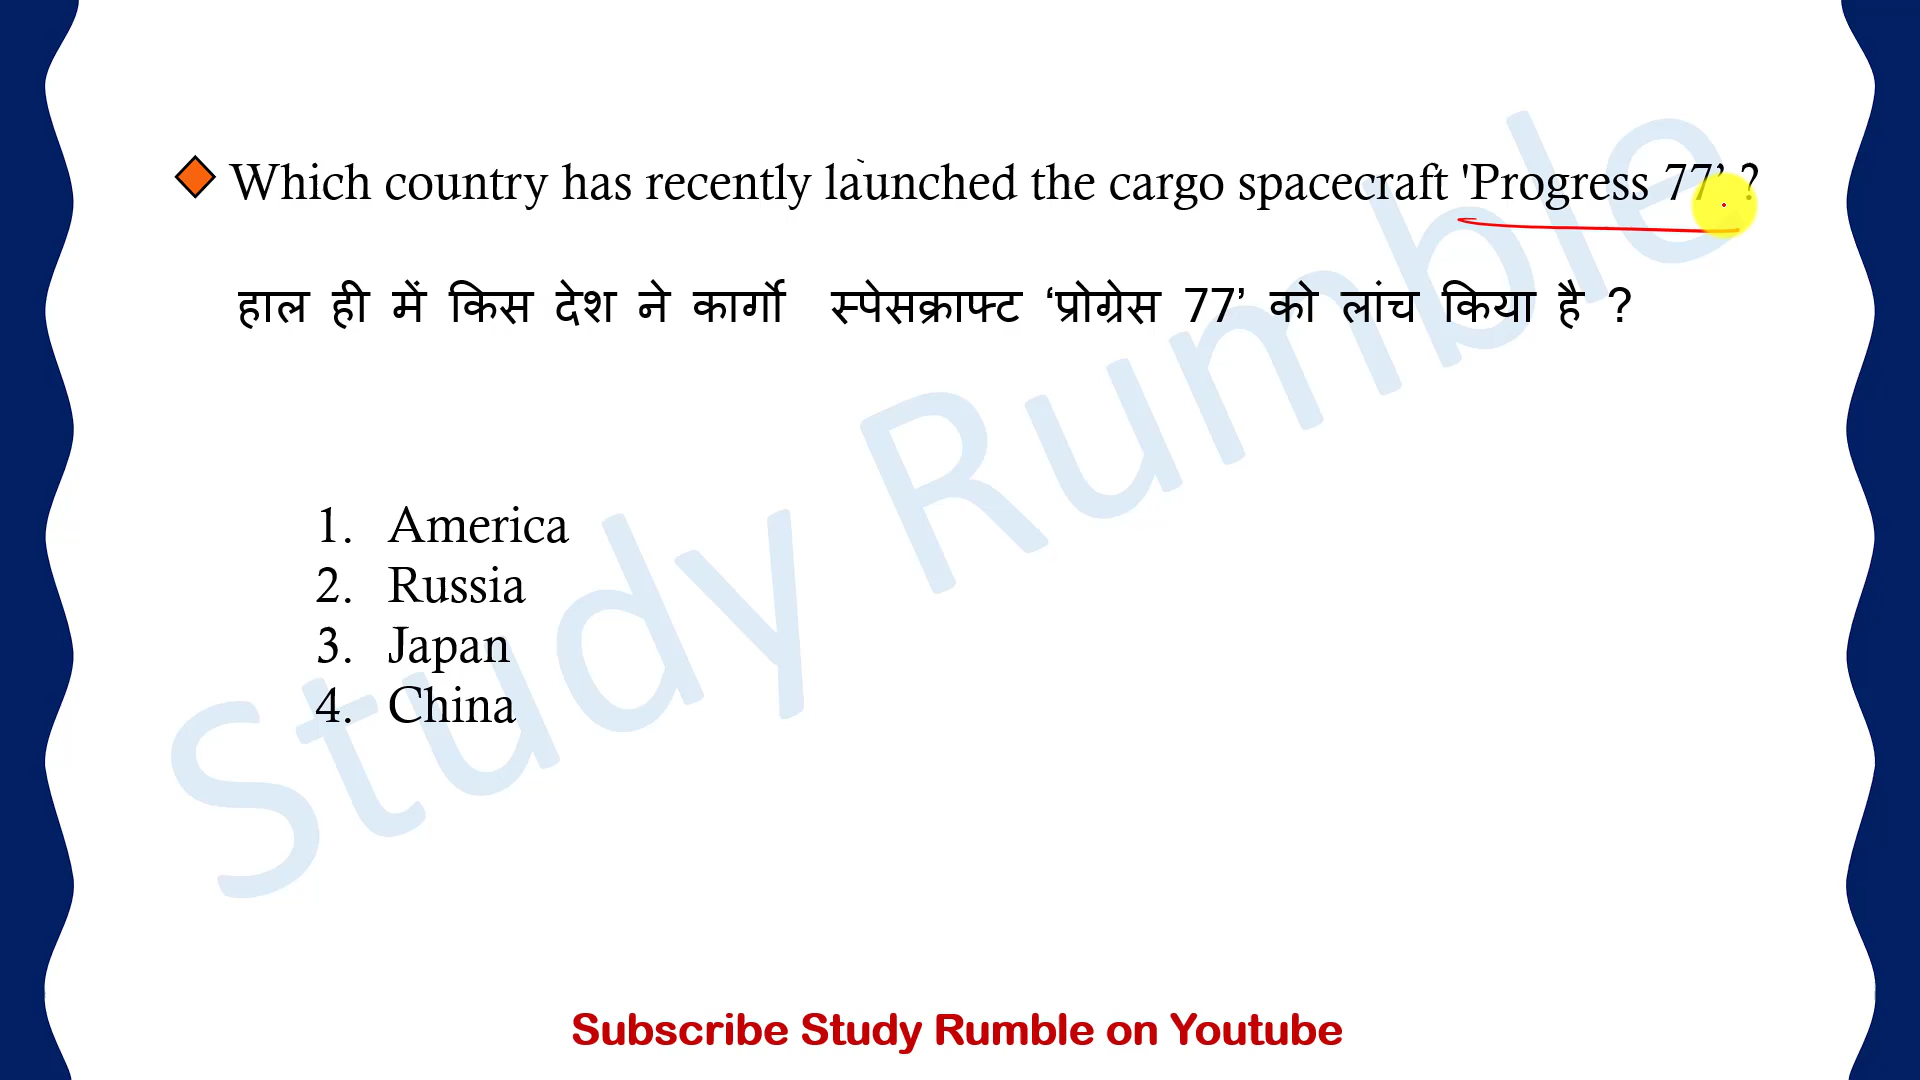 Which country has recently launched the cargo spacecraft 'Progress 77’ ?
हाल ही में किस देश ने कार्गो स्पेसक्राफ्ट ‘प्रोग्रेस 77’ को लांच किया है ?
1. America
2. Russia
3. Japan
4. China
Study Rumble
Subscribe Study Rumble on Youtube